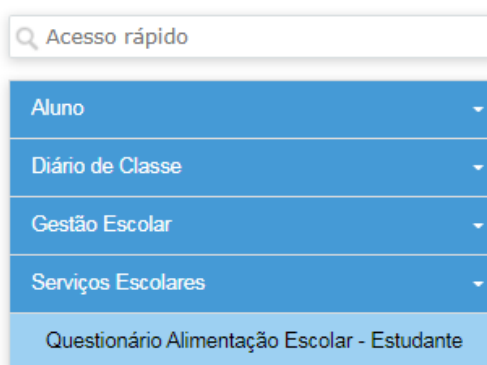 Acesso rápido
Aluno
Diário de Classe
Gestão Escolar
Serviços Escolares
Questionário Alimentação Escolar - Estudante